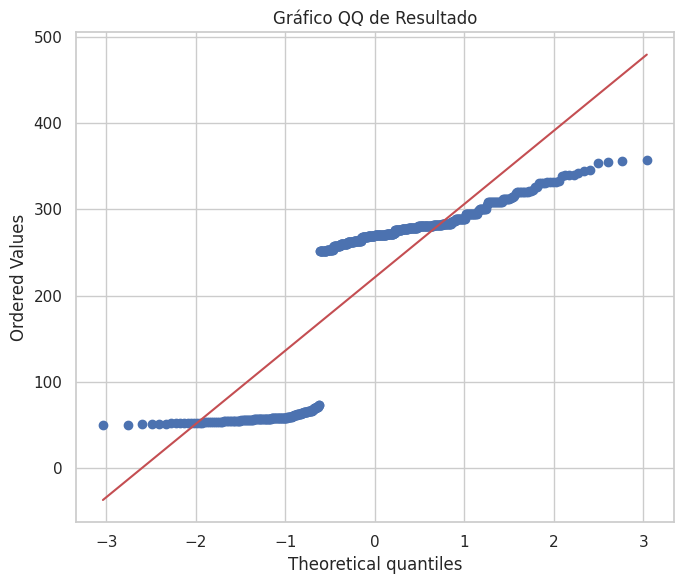 Gráfico QQ de Resultado
500
400
300
200
100
0
Ordered Values
−3 −2 −1 0 1 2 3
Theoretical quantiles